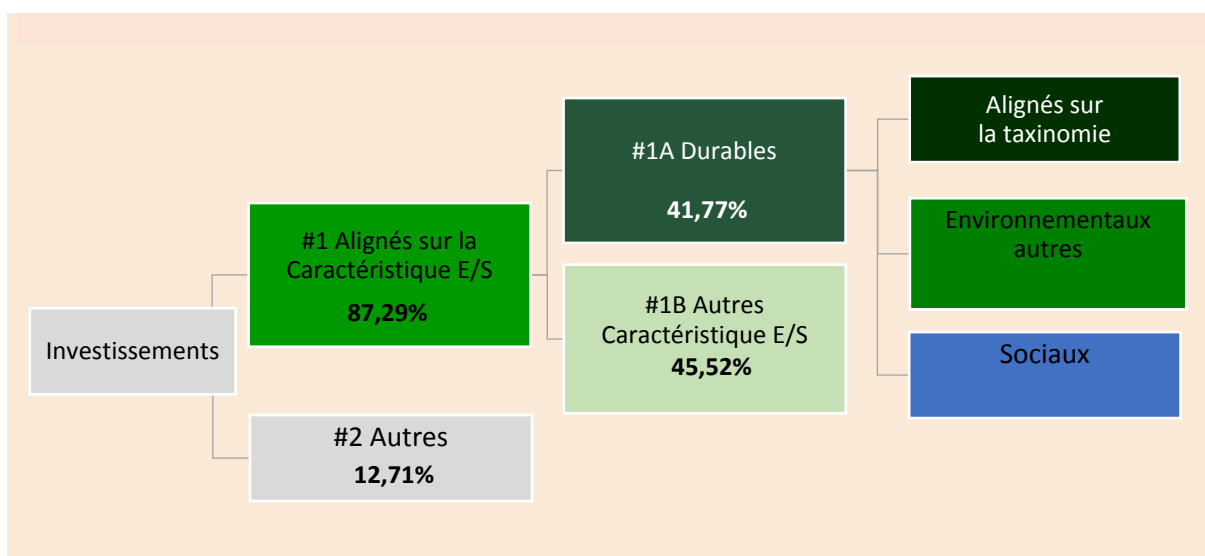 Investissements
#1 Alignés sur la
Caractéristique E/S
87,29%
#2 Autres
12,71%
#1A Durables
41,77%
#1B Autres
Caractéristique E/S
45,52%
Alignés sur
la taxinomie
Environnementaux
autres
Sociaux